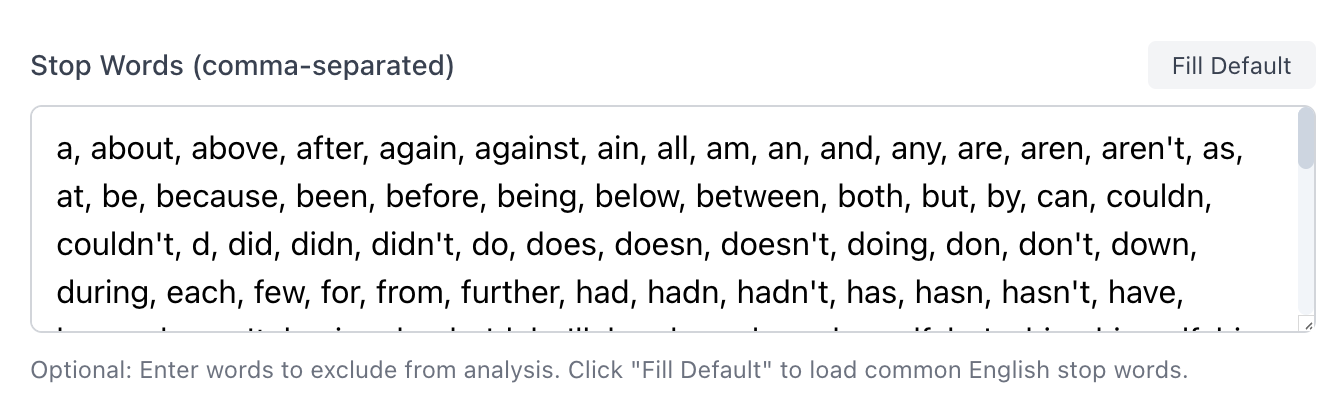 Stop Words (comma-separated)
Fill Default
a, about, above, after, again, against, ain, all, am, an, and, any, are, aren, aren't, as,
at, be, because, been, before, being, below, between, both, but, by, can, couldn,
couldn't, d, did, didn, didn't, do, does, doesn, doesn't, doing, don, don't, down,
during, each, few, for, from, further, had, hadn, hadn't, has, hasn, hasn't, have,
Optional: Enter words to exclude from analysis. Click "Fill Default" to load common English stop words.